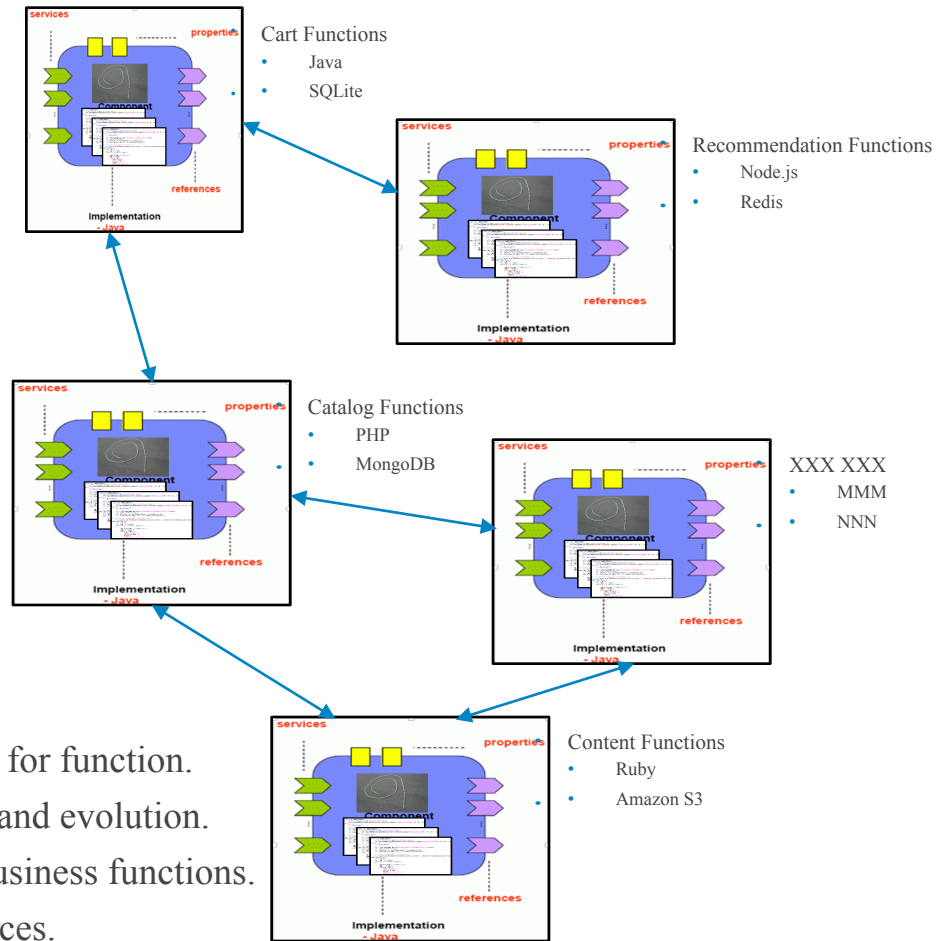 services
properties
Component
references
Implementation
- Java
Cart Functions
• Java
• SQLite
services
properties
Component
references
Implementation
- Java
Recommendation Functions
• Node.js
• Redis
services
properties
Component
references
Implementation
- Java
Catalog Functions
• PHP
• MongoDB
services
properties
Component
references
Implementation
- Java
XXX XXX
• MMM
• NNN
services
properties
Component
references
Implementation
- Java
Content Functions
• Ruby
• Amazon S3
for function.
and evolution.
usiness functions.
ces.